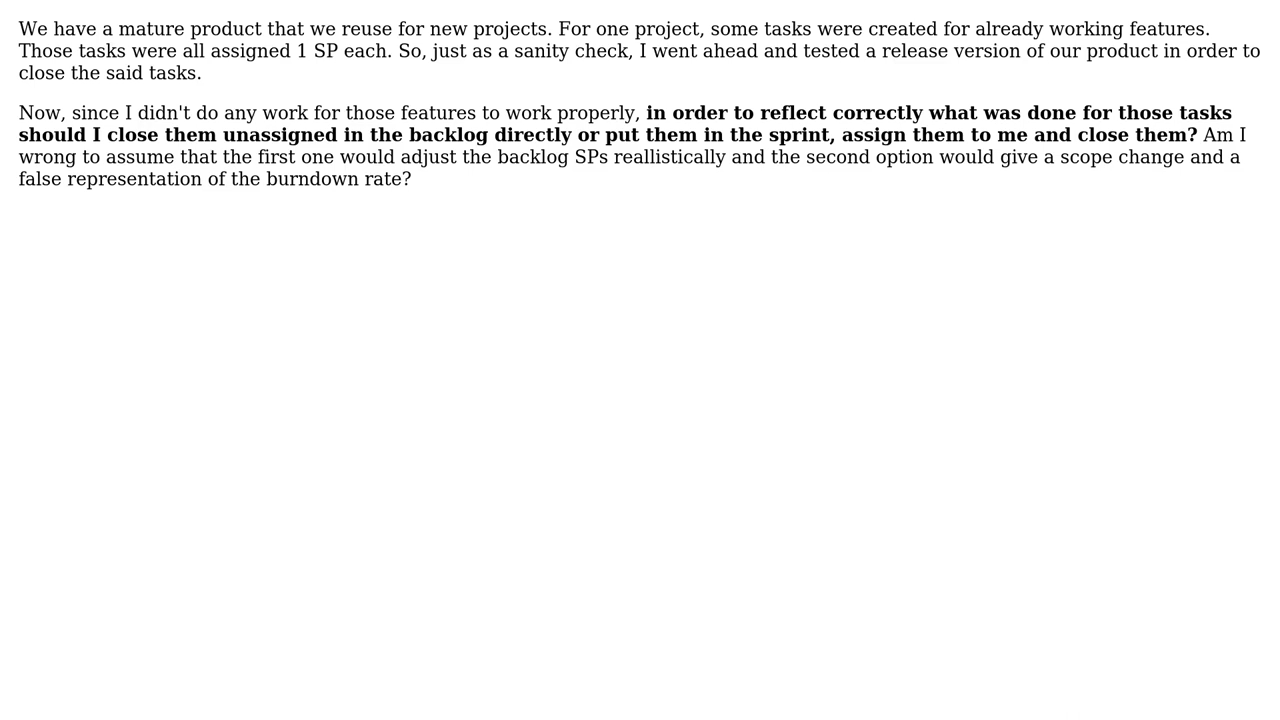 We have a mature product that we reuse for new projects. For one project, some tasks were created for already working features.
Those tasks were all assigned 1 SP each. So, just as a sanity check, I went ahead and tested a release version of our product in order to
close the said tasks.
Now, since I didn't do any work for those features to work properly, in order to reflect correctly what was done for those tasks
should I close them unassigned in the backlog directly or put them in the sprint, assign them to me and close them? Am I
wrong to assume that the first one would adjust the backlog SPs reallistically and the second option would give a scope change and a
false representation of the burndown rate?